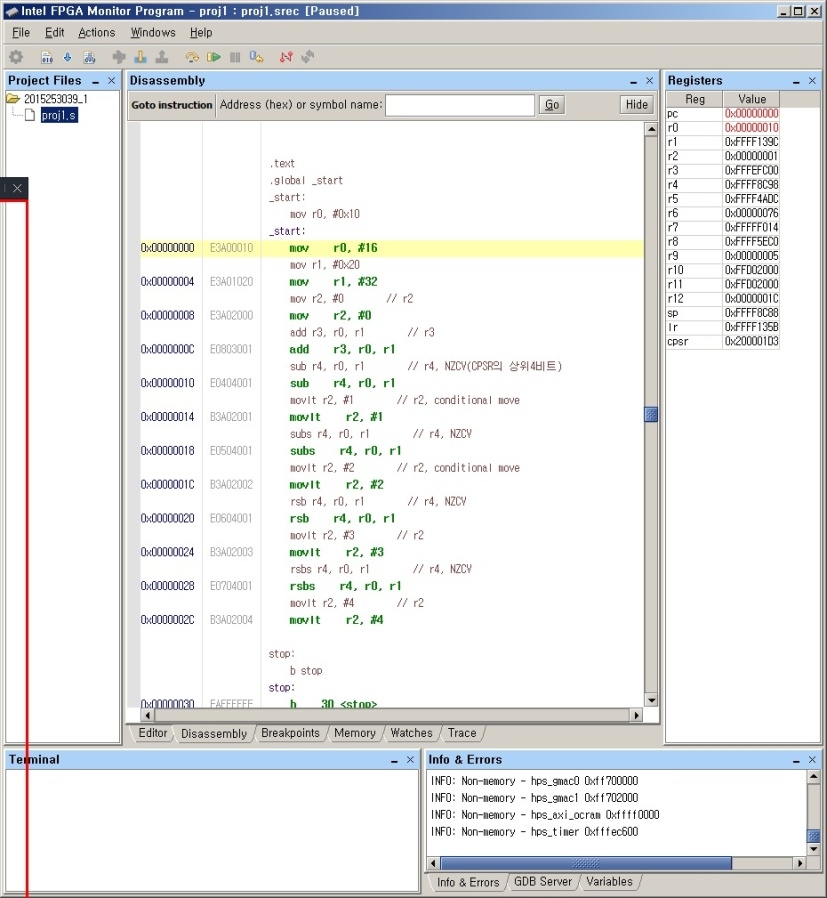 Intel FPGA Monitor Program - proj1 : proj1.srec [Paused]
File Edit Actions Windows Help
Project Files
2015253039_1
proj1.s
Disassembly
Goto instruction Address (hex) or symbol name: Go Hide
.text
.global _start
_start:
mov r0, #0x10
_start:
0x00000000 E3A00010 mov r0, #16
mov r1, #0x20
0x00000004 E3A01020 mov r1, #32
mov r2, #0 // r2
0x00000008 E3A02000 mov r2, #0
add r3, r0, r1 // r3
0x0000000C E0803001 add r3, r0, r1
sub r4, r0, r1 // r4, NZCV(CPSR의 상위4비트)
0x00000010 E0404001 sub r4, r0, r1
movlt r2, #1 // r2, conditional move
0x00000014 B3A02001 movlt r2, #1
subs r4, r0, r1 // r4, NZCV
0x00000018 E0504001 subs r4, r0, r1
movlt r2, #2 // r2, conditional move
0x0000001C B3A02002 movlt r2, #2
rsb r4, r0, r1 // r4, NZCV
0x00000020 E0604001 rsb r4, r0, r1
movlt r2, #3 // r2
0x00000024 B3A02003 movlt r2, #3
rsbs r4, r0, r1 // r4, NZCV
0x00000028 E0704001 rsbs r4, r0, r1
movlt r2, #4 // r2
0x0000002C B3A02004 movlt r2, #4
stop:
b stop
stop:
0x00000030 EAFFFFFE b 30 <stop>
Editor Disassembly Breakpoints Memory Watches Trace
Registers
Reg Value
pc 0x00000000
r0 0x00000010
r1 0xFFFF139C
r2 0x00000001
r3 0xFFFEFC00
r4 0xFFFF8C98
r5 0xFFFF4ADC
r6 0x00000076
r7 0xFFFFF014
r8 0xFFFF5EC0
r9 0x00000005
r10 0xFFD02000
r11 0xFFD02000
r12 0x0000001C
sp 0xFFFF8C88
lr 0xFFFF135B
cpsr 0x200001D3
Terminal
Info & Errors
INFO: Non-memory - hps_gmac0 0xff700000
INFO: Non-memory - hps_gmac1 0xff702000
INFO: Non-memory - hps_axi_ocram 0xffff0000
INFO: Non-memory - hps_timer 0xfffec600
Info & Errors GDB Server Variables